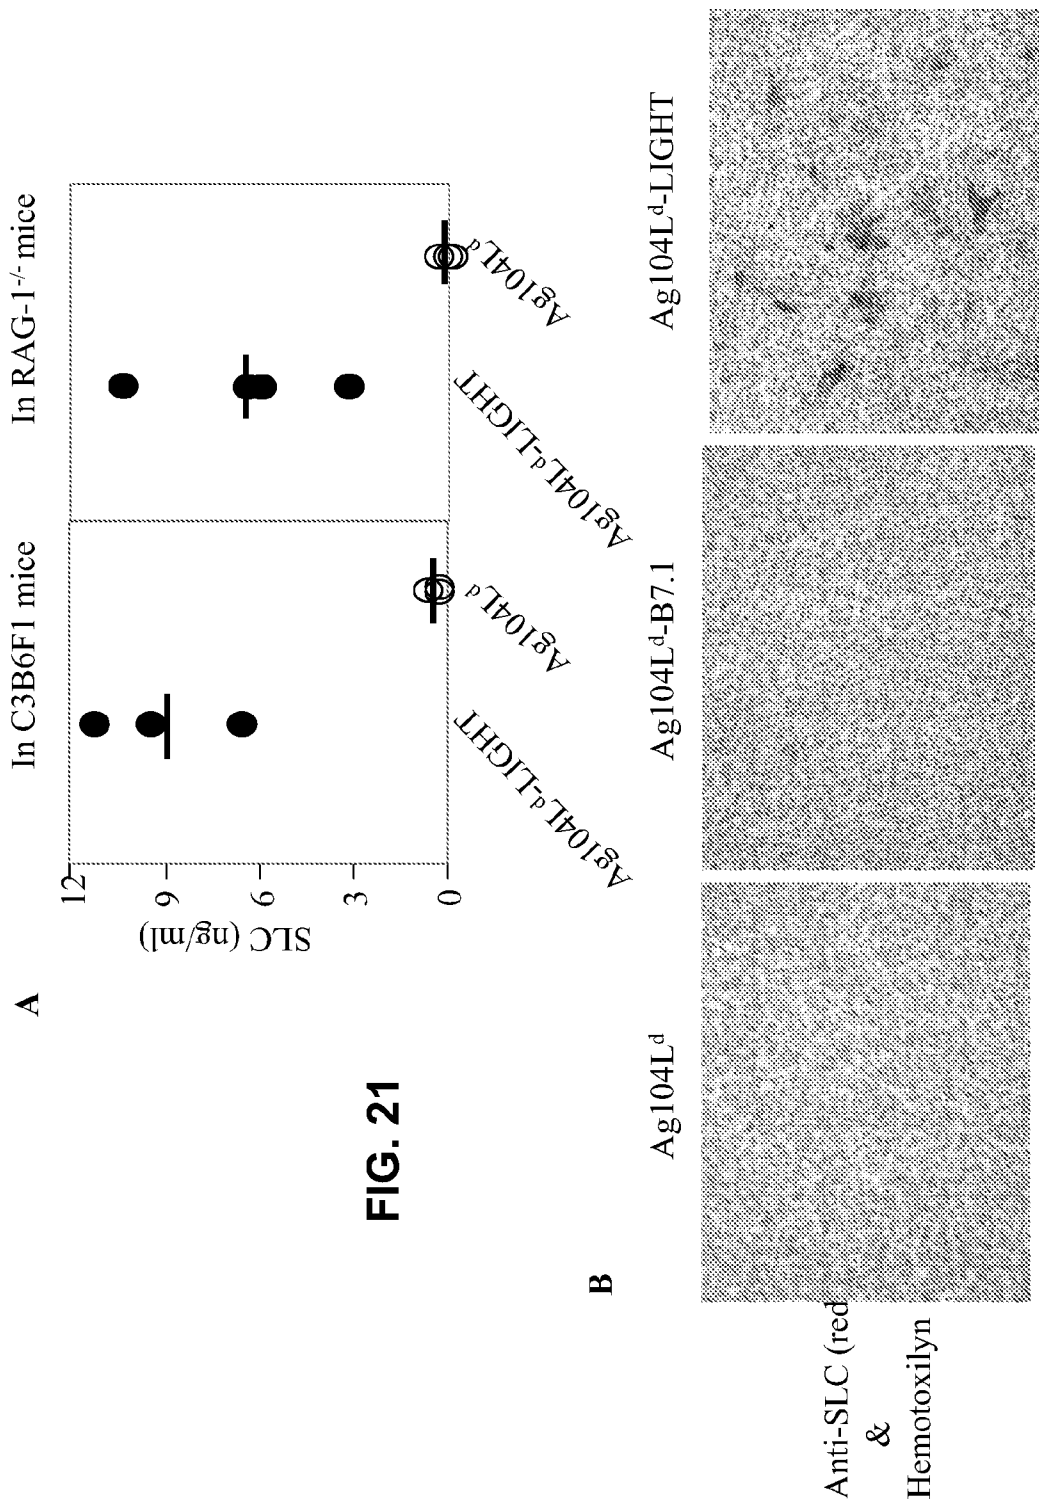 FIG. 21
A
In C3B6F1 mice
In RAG-1-/- mice
SLC (ng/ml)
12
9
6
3
0
Ag104Ld-LIGHT
Ag104Ld
Ag104Ld-LIGHT
Ag104Ld
B
Ag104Ld
Ag104Ld-B7.1
Ag104Ld-LIGHT
Anti-SLC (red
&
Hemotoxilyn